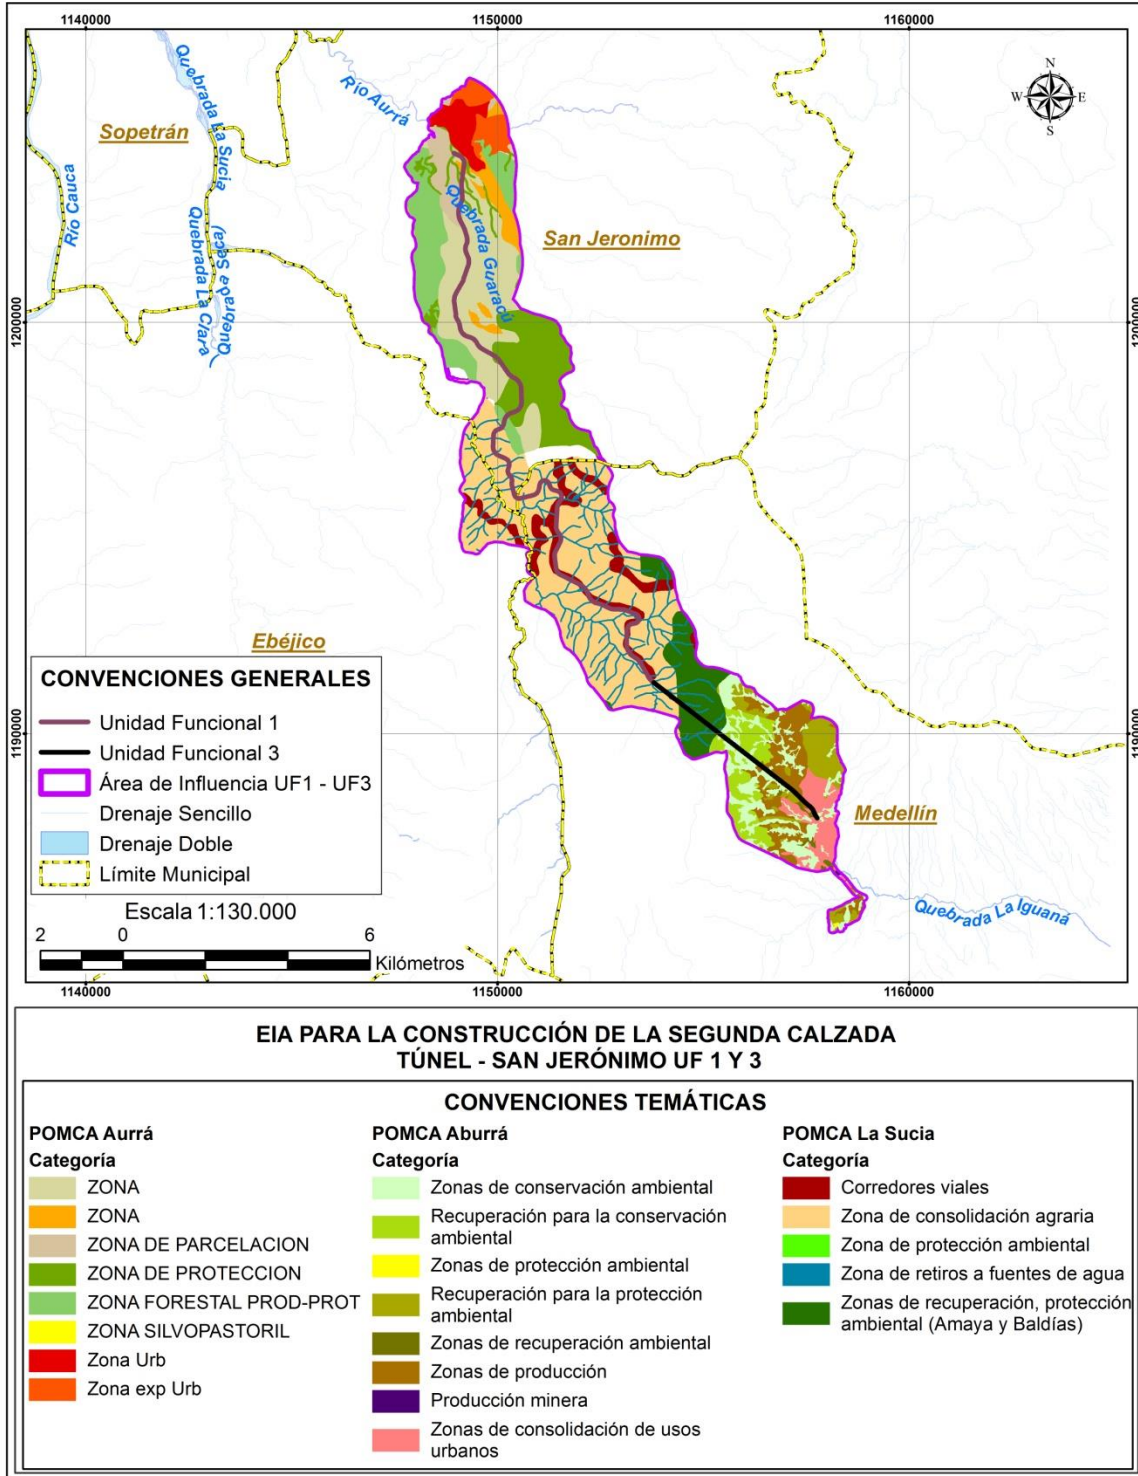 1140000
1150000
1160000
N
W
E
S
Quebrada La Sucia
Río Aurrá
Sopetrán
Río Cauca
Quebrada La Clara
Quebrada (Seca)
Quebrada Guaracú
San Jeronimo
1200000
1200000
Ebéjico
1190000
1190000
Medellín
Quebrada La Iguaná
CONVENCIONES GENERALES
Unidad Funcional 1
Unidad Funcional 3
Área de Influencia UF1 - UF3
Drenaje Sencillo
Drenaje Doble
Límite Municipal
Escala 1:130.000
2 0 6
Kilómetros
1140000
1150000
1160000
EIA PARA LA CONSTRUCCIÓN DE LA SEGUNDA CALZADA
TÚNEL - SAN JERÓNIMO UF 1 Y 3
CONVENCIONES TEMÁTICAS
POMCA Aurrá
Categoría
ZONA
ZONA
ZONA DE PARCELACION
ZONA DE PROTECCION
ZONA FORESTAL PROD-PROT
ZONA SILVOPASTORIL
Zona Urb
Zona exp Urb
POMCA Aburrá
Categoría
Zonas de conservación ambiental
Recuperación para la conservación
ambiental
Zonas de protección ambiental
Recuperación para la protección
ambiental
Zonas de recuperación ambiental
Zonas de producción
Producción minera
Zonas de consolidación de usos
urbanos
POMCA La Sucia
Categoría
Corredores viales
Zona de consolidación agraria
Zona de protección ambiental
Zona de retiros a fuentes de agua
Zonas de recuperación, protección
ambiental (Amaya y Baldías)